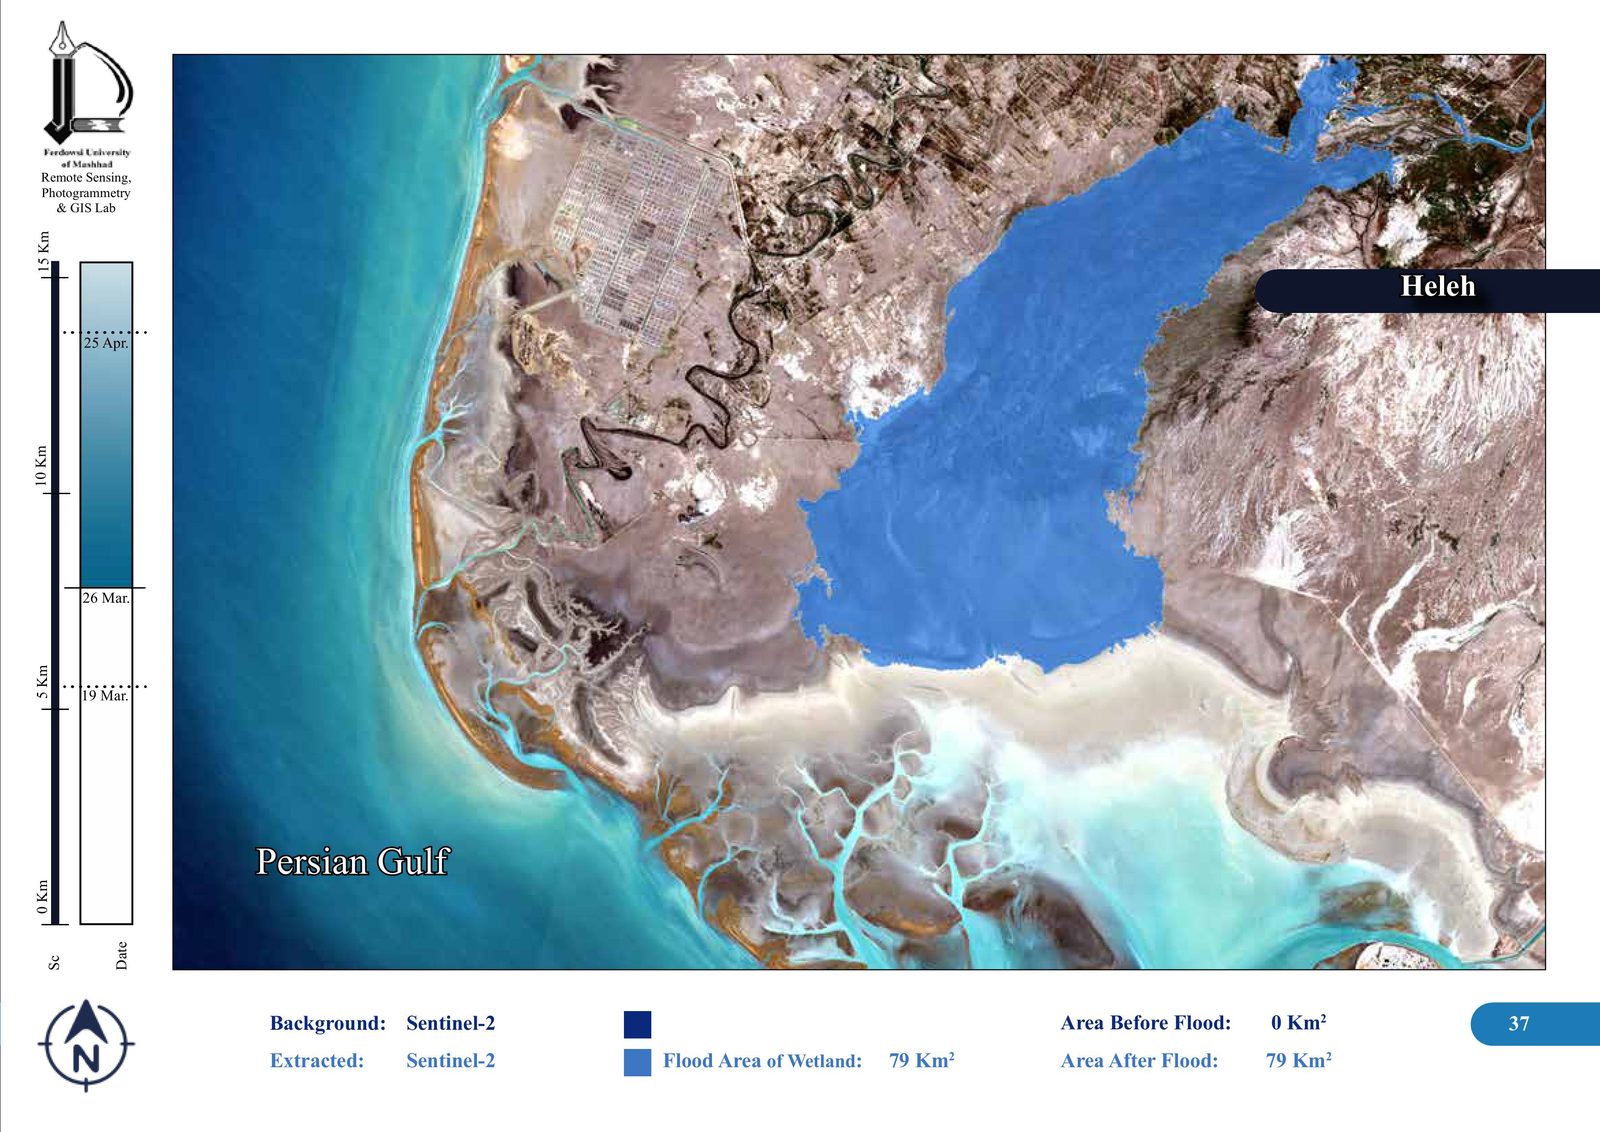 Ferdowsi University
of Mashhad
Remote Sensing,
Photogrammetry
& GIS Lab
15 Km
10 Km
5 Km
0 Km
Sc
25 Apr.
26 Mar.
19 Mar.
Date
N
Heleh
Persian Gulf
Background: Sentinel-2
Extracted: Sentinel-2
Flood Area of Wetland: 79 Km²
Area Before Flood: 0 Km²
Area After Flood: 79 Km²
37